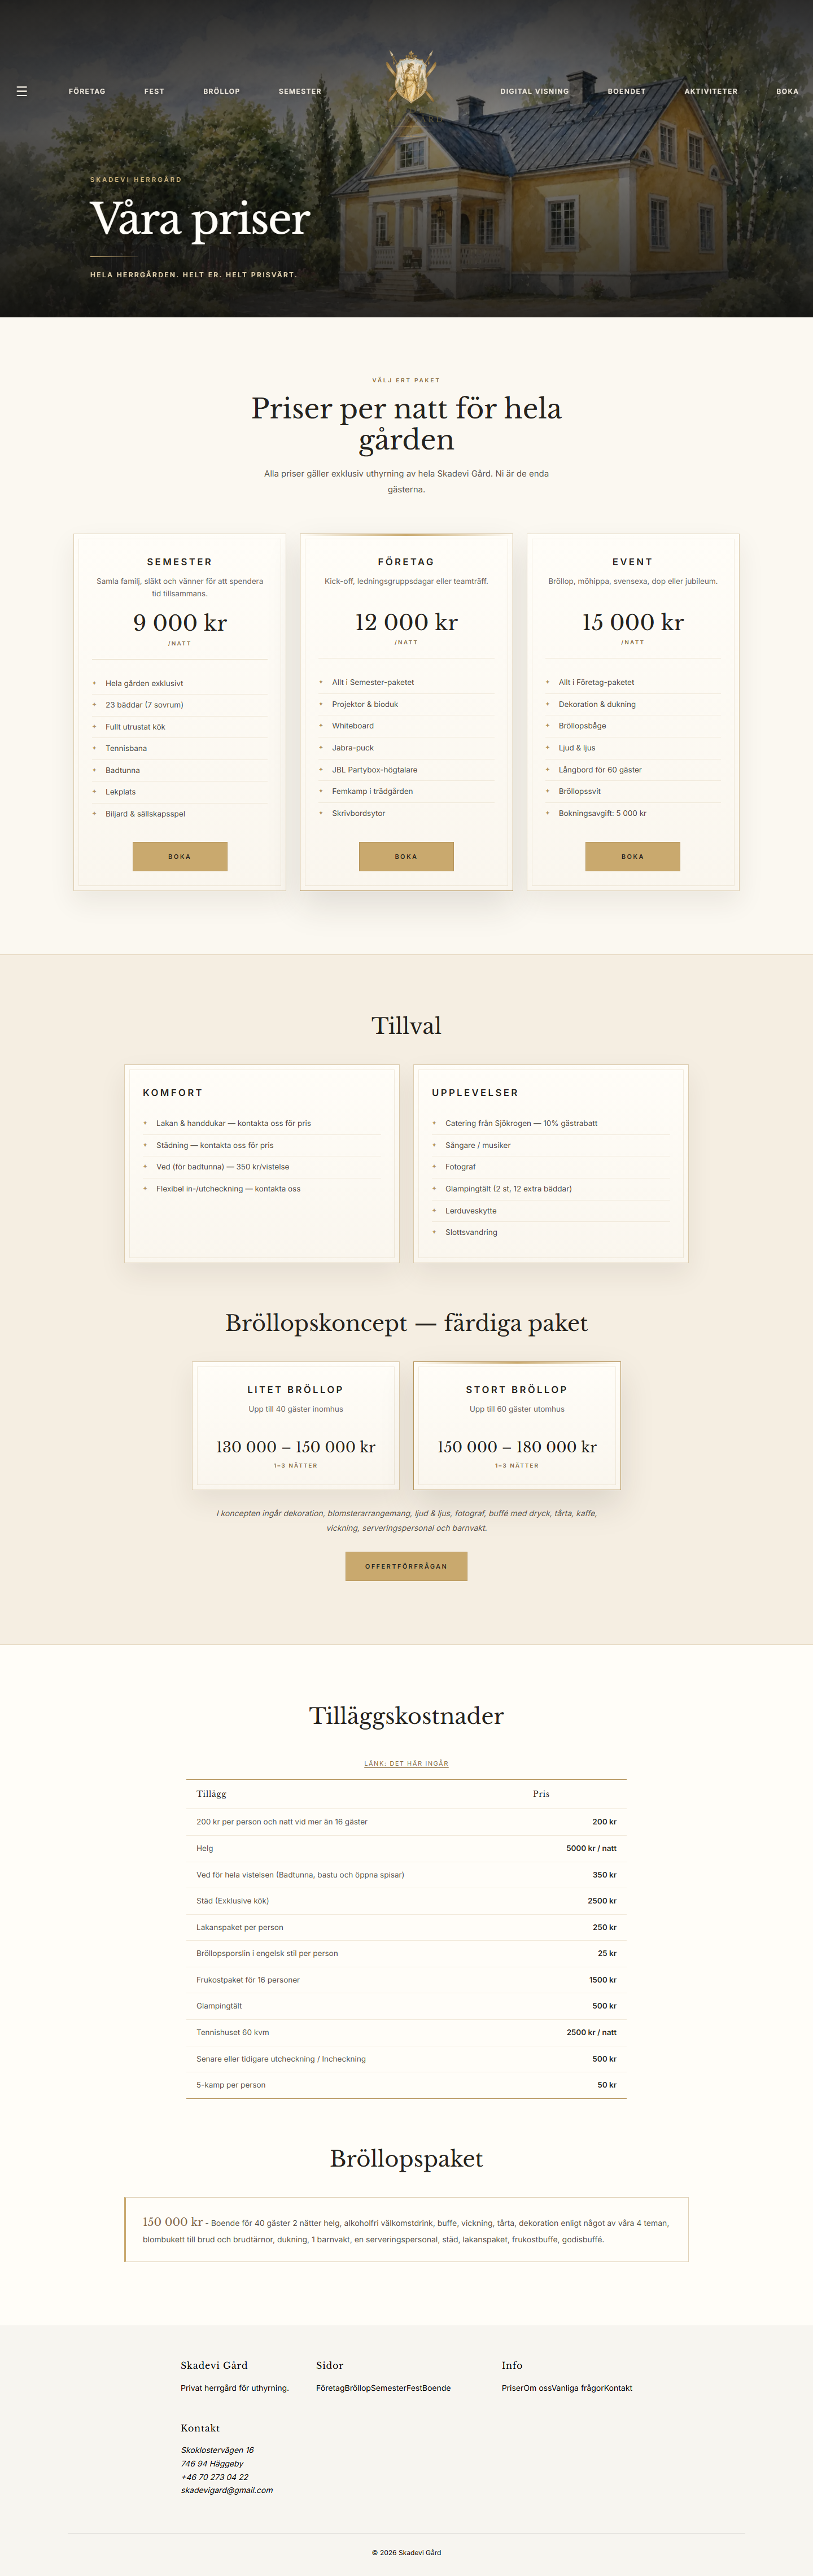 FÖRETAG FEST BRÖLLOP SEMESTER DIGITAL VISNING BOENDET AKTIVITETER BOKA
SKADEVI HERRGÅRD
Våra priser
HELA HERRGÅRDEN. HELT ER. HELT PRISVÄRT.
VÄLJ ERT PAKET
Priser per natt för hela
gården
Alla priser gäller exklusiv uthyrning av hela Skadevi Gård. Ni är de enda
gästerna.
SEMESTER
Samla familj, släkt och vänner för att spendera
tid tillsammans.
9 000 kr
/NATT
Hela gården exklusivt
23 bäddar (7 sovrum)
Fullt utrustat kök
Tennisbana
Badtunna
Lekplats
Biljard & sällskapsspel
BOKA
FÖRETAG
Kick-off, ledningsgruppsdagar eller teamträff.
12 000 kr
/NATT
Allt i Semester-paketet
Projektor & bioduk
Whiteboard
Jabra-puck
JBL Partybox-högtalare
Femkamp i trädgården
Skrivbordsytor
BOKA
EVENT
Bröllop, möhippa, svensexa, dop eller jubileum.
15 000 kr
/NATT
Allt i Företag-paketet
Dekoration & dukning
Bröllopsbåge
Ljud & ljus
Långbord för 60 gäster
Bröllopssvit
Bokningsavgift: 5 000 kr
BOKA
Tillval
KOMFORT
Lakan & handdukar — kontakta oss för pris
Städning — kontakta oss för pris
Ved (för badtunna) — 350 kr/vistelse
Flexibel in-/utcheckning — kontakta oss
UPPLEVELSER
Catering från Sjökrogen — 10% gästrabatt
Sångare / musiker
Fotograf
Glampingtält (2 st, 12 extra bäddar)
Lerduveskytte
Slottsvandring
Bröllopskoncept — färdiga paket
LITET BRÖLLOP
Upp till 40 gäster inomhus
130 000 – 150 000 kr
1–3 NÄTTER
STORT BRÖLLOP
Upp till 60 gäster utomhus
150 000 – 180 000 kr
1–3 NÄTTER
I koncepten ingår dekoration, blomsterarrangemang, ljud & ljus, fotograf, buffé med dryck, tårta, kaffe,
vickning, serveringspersonal och barnvakt.
OFFERTFÖRFRÅGAN
Tilläggskostnader
LÄNK: DET HÄR INGÅR
Tillägg Pris
200 kr per person och natt vid mer än 16 gäster 200 kr
Helg 5000 kr / natt
Ved för hela vistelsen (Badtunna, bastu och öppna spisar) 350 kr
Städ (Exklusive kök) 2500 kr
Lakanspaket per person 250 kr
Bröllopsporslin i engelsk stil per person 25 kr
Frukostpaket för 16 personer 1500 kr
Glampingtält 500 kr
Tennishuset 60 kvm 2500 kr / natt
Senare eller tidigare utcheckning / Incheckning 500 kr
5-kamp per person 50 kr
Bröllopspaket
150 000 kr - Boende för 40 gäster 2 nätter helg, alkoholfri välkomstdrink, buffe, vickning, tårta, dekoration enligt något av våra 4 teman,
blombukett till brud och brudtärnor, dukning, 1 barnvakt, en serveringspersonal, städ, lakanspaket, frukostbuffe, godisbuffé.
Skadevi Gård
Privat herrgård för uthyrning.
Sidor
FöretagBröllopSemesterFestBoende
Info
PriserOm ossVanliga frågorKontakt
Kontakt
Skoklostervägen 16
746 94 Häggeby
+46 70 273 04 22
skadevigard@gmail.com
© 2026 Skadevi Gård